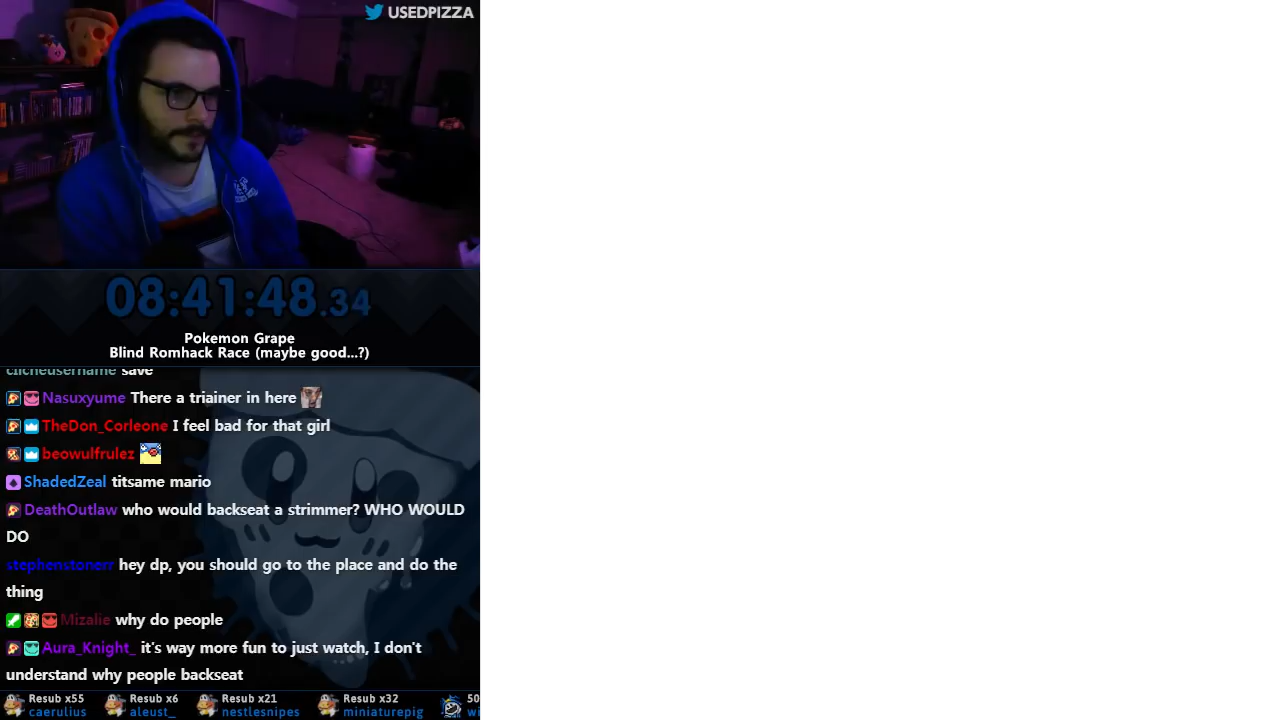 USEDPIZZA
08:41:48.34
Pokemon Grape
Blind Romhack Race (maybe good...?)
clicheusername save
Nasuxyume There a triainer in here
TheDon_Corleone I feel bad for that girl
beowulfrulez
ShadedZeal titsame mario
DeathOutlaw who would backseat a strimmer? WHO WOULD
DO
stephenstonerr hey dp, you should go to the place and do the
thing
Mizalie why do people
Aura_Knight_ it's way more fun to just watch, I don't
understand why people backseat
Resub x55 Resub x6 Resub x21 Resub x32 50
caerulius aleust_ nestlesnipes miniaturepig wi